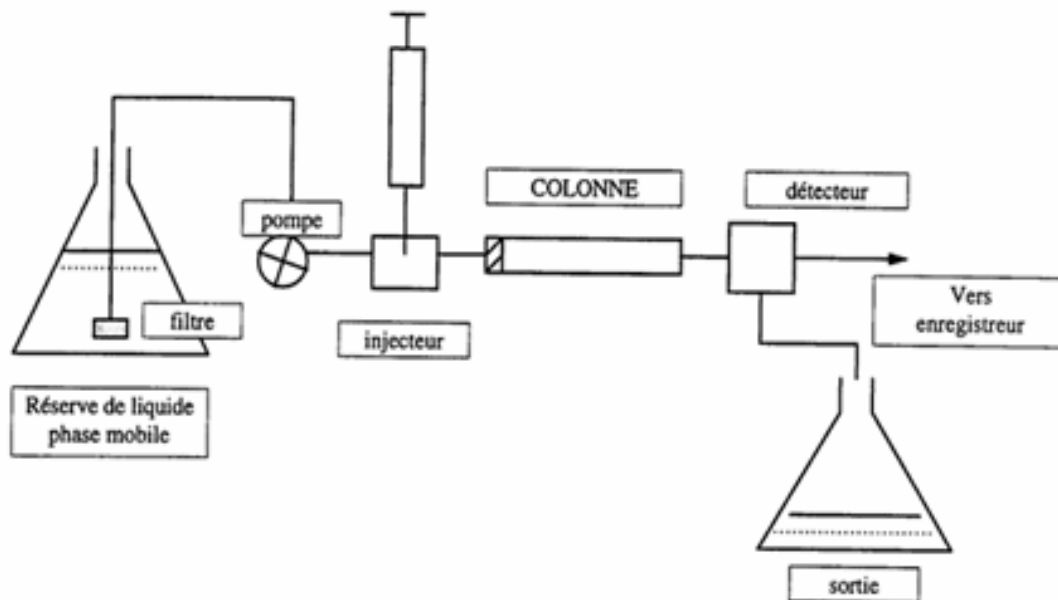 COLONNE
détecteur
pompe
filtre
injecteur
Vers
enregistreur
Réserve de liquide
phase mobile
sortie